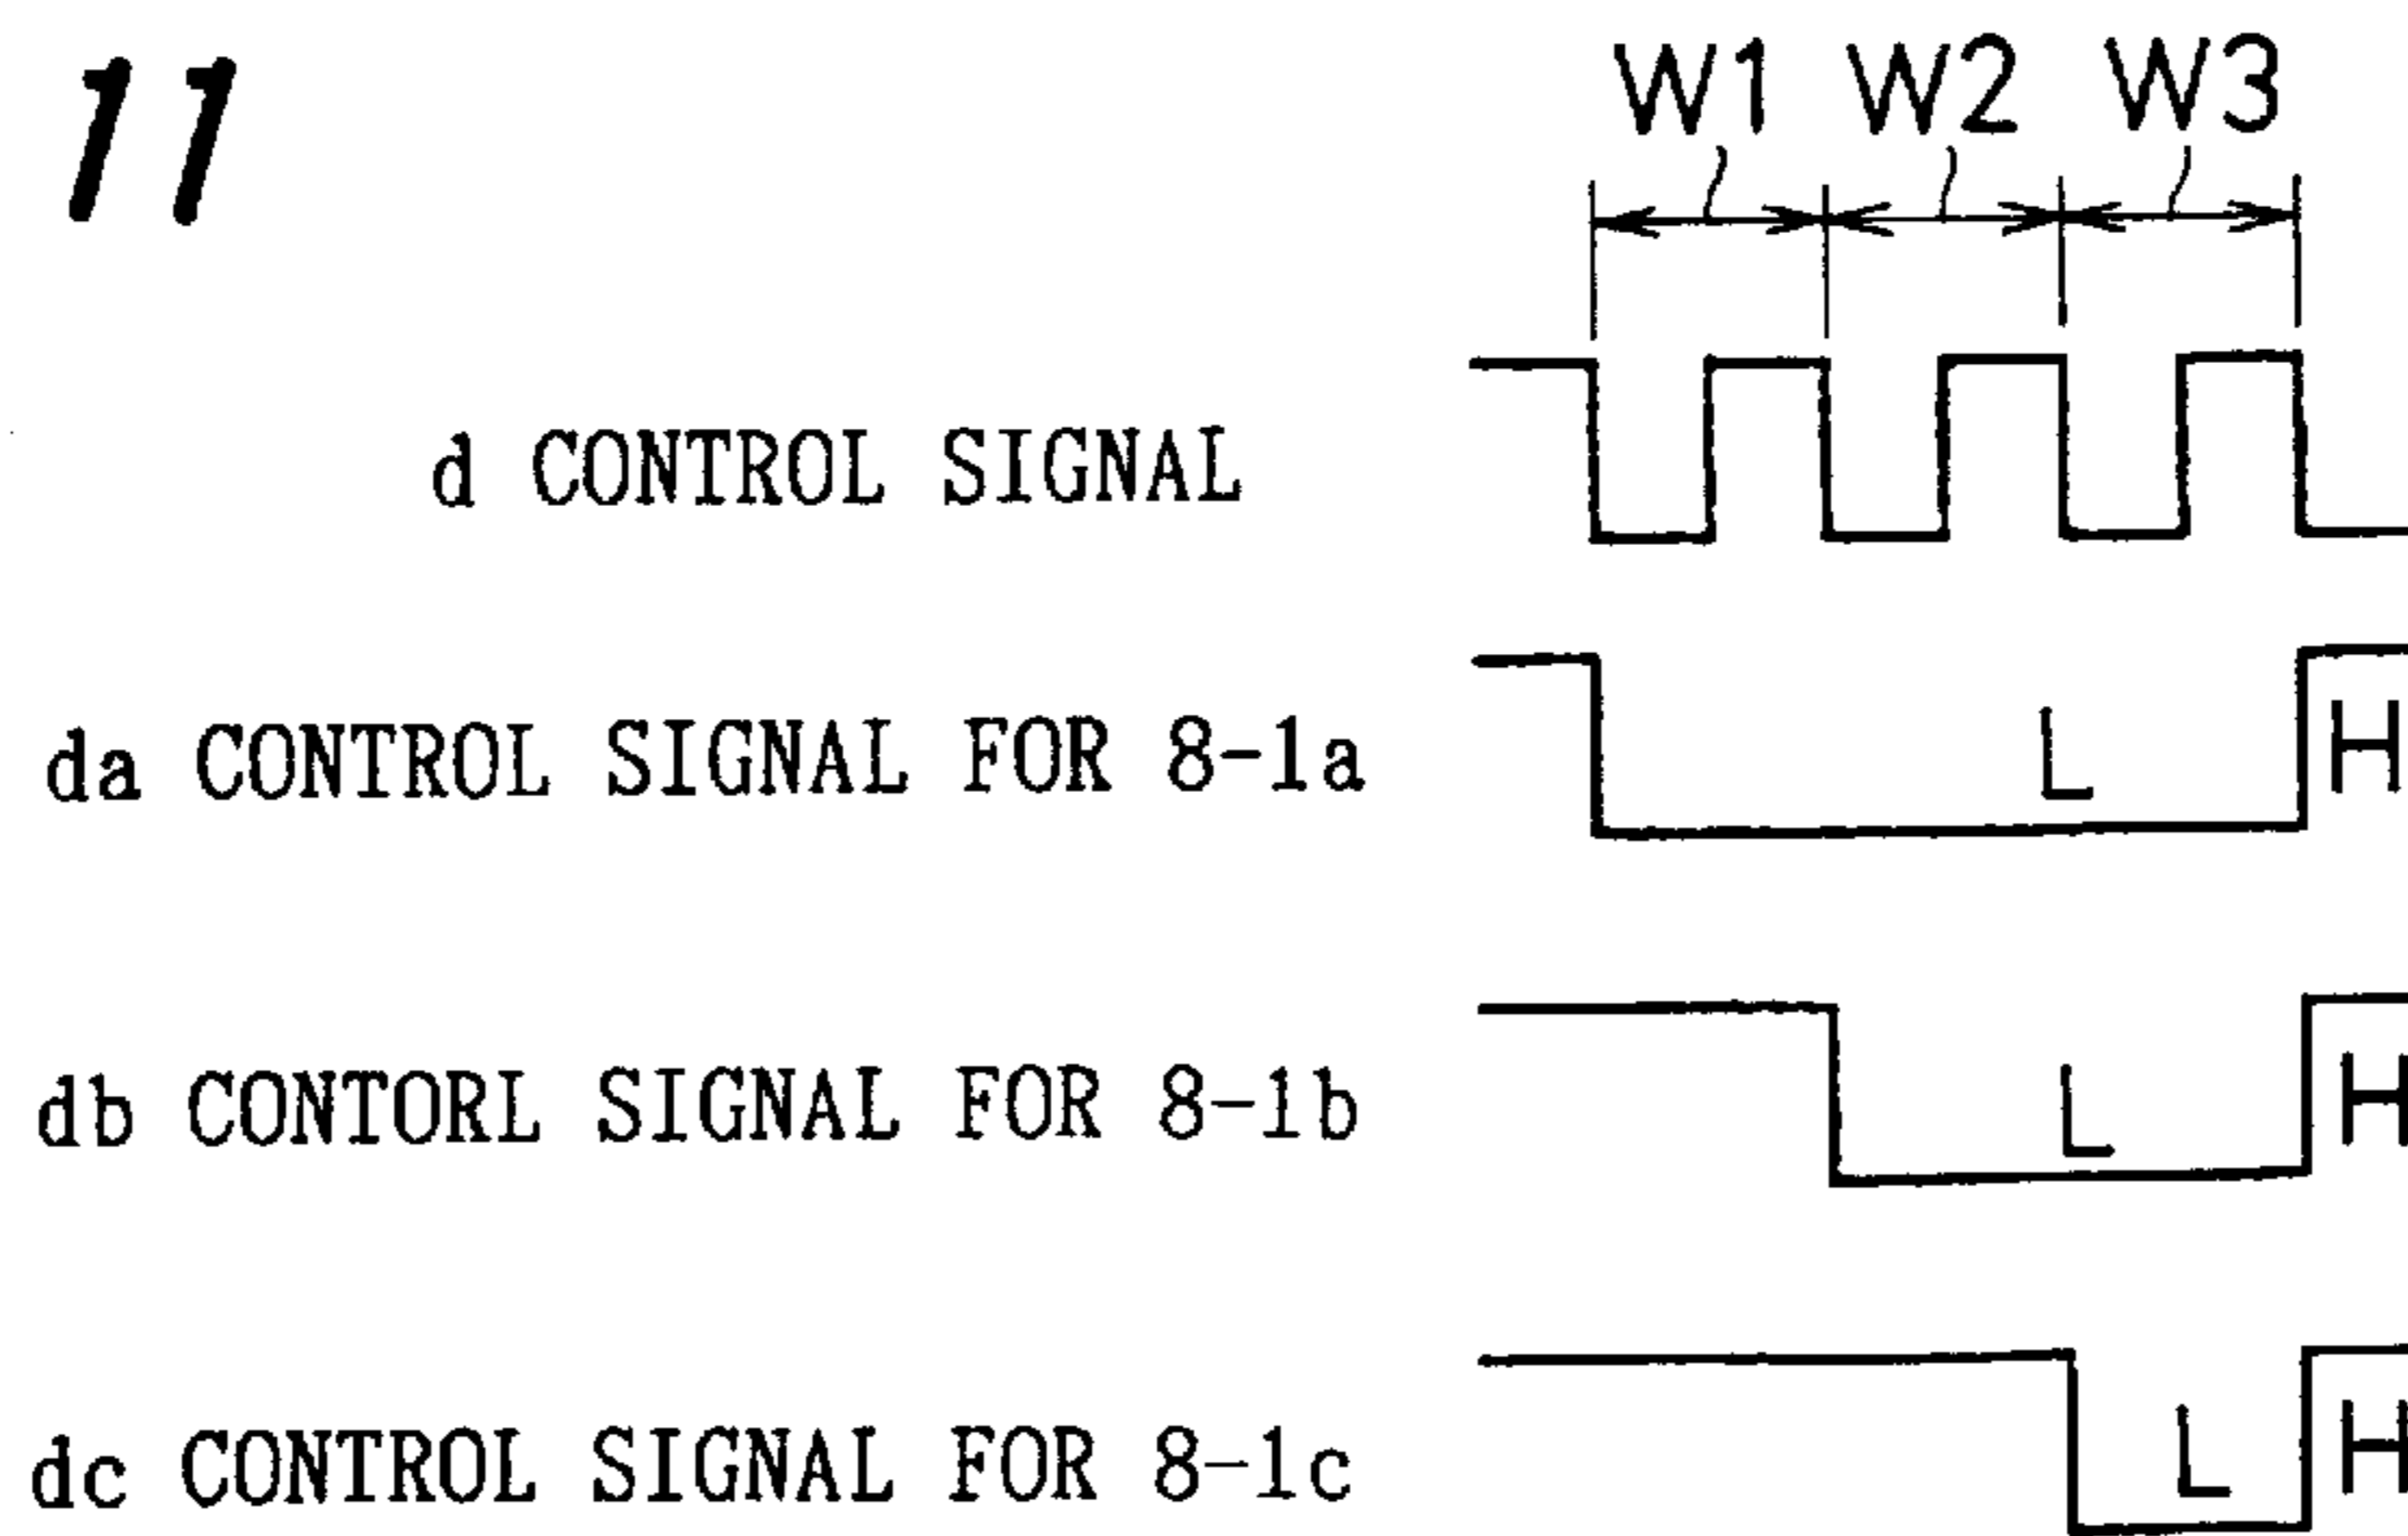 11
W1 W2 W3
d CONTROL SIGNAL
da CONTROL SIGNAL FOR 8-1a
L H
db CONTORL SIGNAL FOR 8-1b
L H
dc CONTROL SIGNAL FOR 8-1c
L H